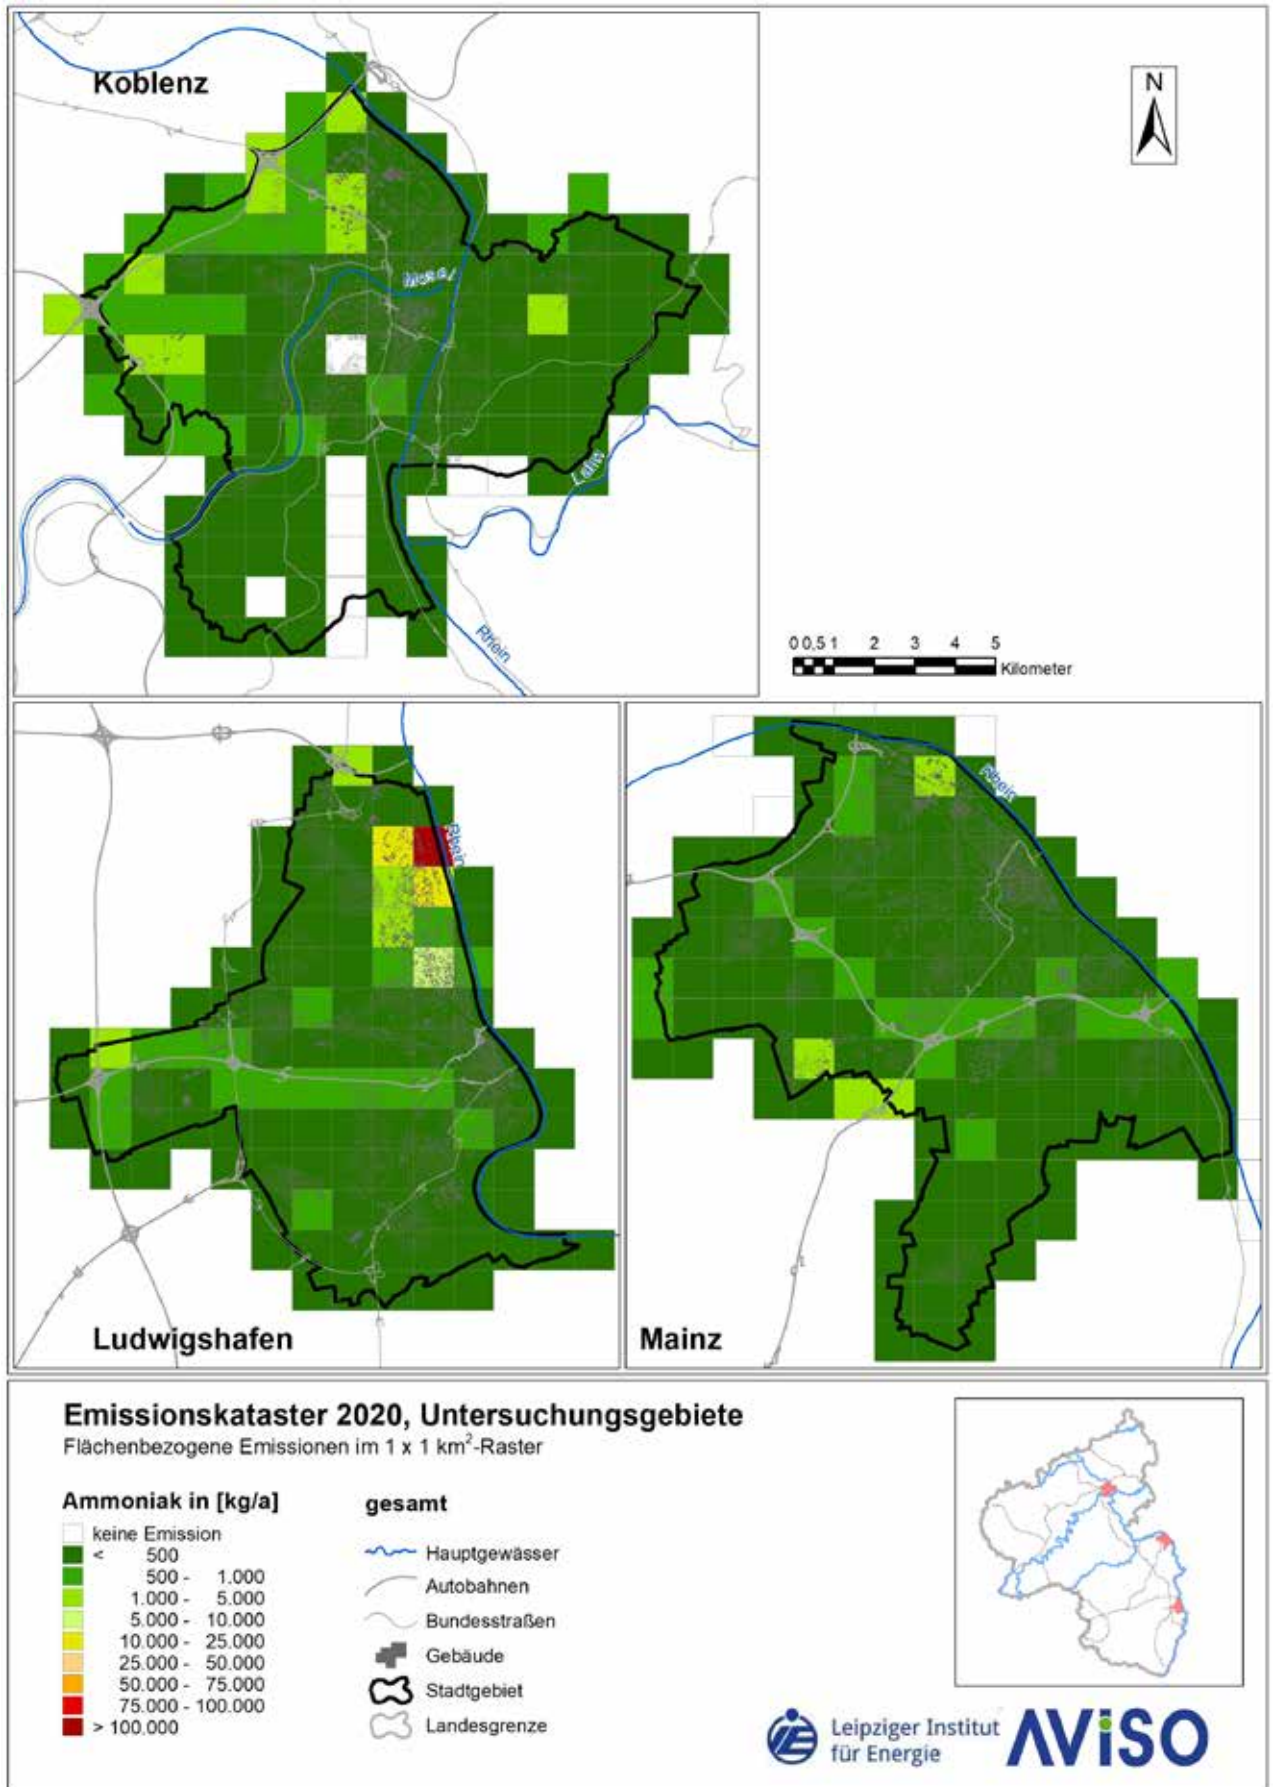 Koblenz
N
Mosel
Lahn
Rhein
0 0,5 1 2 3 4 5
Kilometer
Rhein
Rhein
Ludwigshafen
Mainz
Emissionskataster 2020, Untersuchungsgebiete
Flächenbezogene Emissionen im 1 x 1 km²-Raster
Ammoniak in [kg/a]
keine Emission
< 500
500 - 1.000
1.000 - 5.000
5.000 - 10.000
10.000 - 25.000
25.000 - 50.000
50.000 - 75.000
75.000 - 100.000
> 100.000
gesamt
Hauptgewässer
Autobahnen
Bundesstraßen
Gebäude
Stadtgebiet
Landesgrenze
Leipziger Institut
für Energie
AViSO